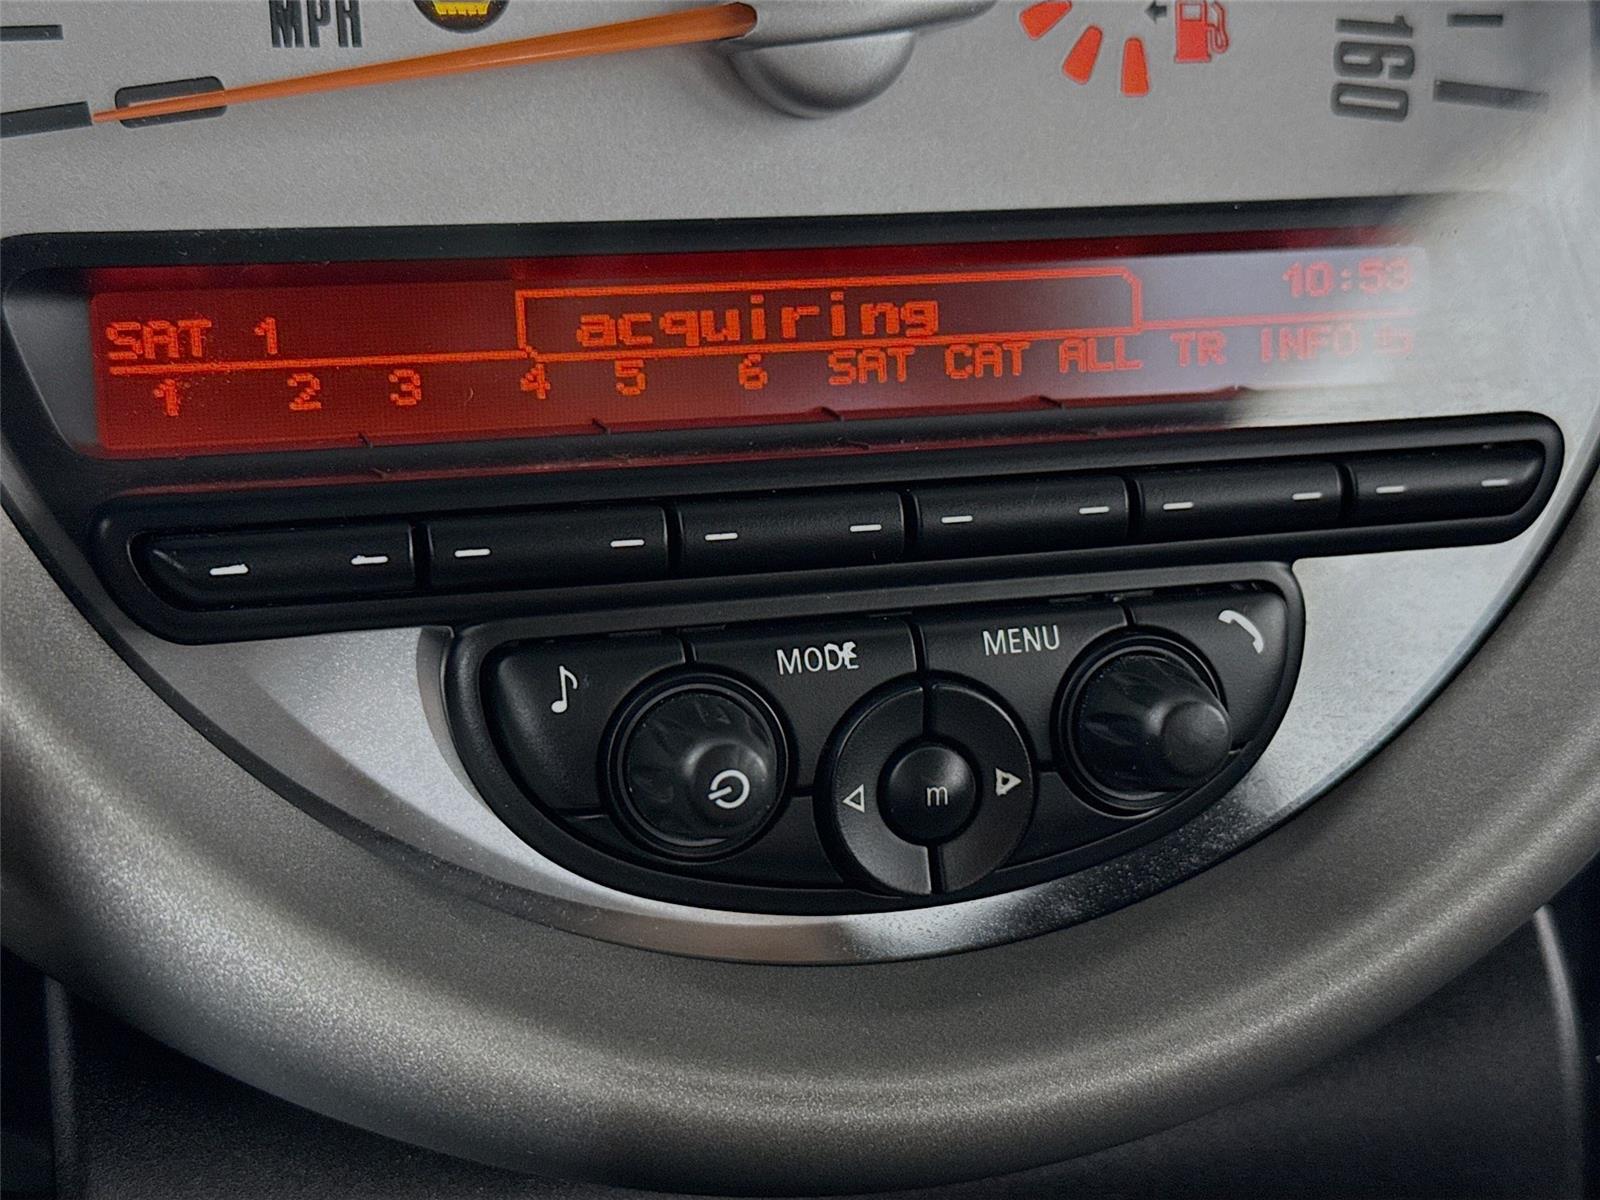 MPH
160
10:53
SAT 1 acquiring
1 2 3 4 5 6 SAT CAT ALL TR INFO
MODE MENU
m